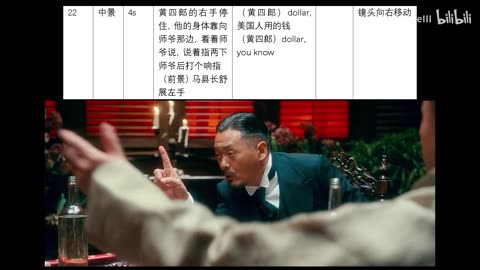 22
中景
4s
黄四郎的右手停
住，他的身体靠向
师爷那边，看着师
爷说，说着指两下
师爷后打个响指
（前景）马县长舒
展左手
（黄四郎）dollar,
美国人用的钱
（黄四郎）dollar,
you know
镜头向右移动
bilibili